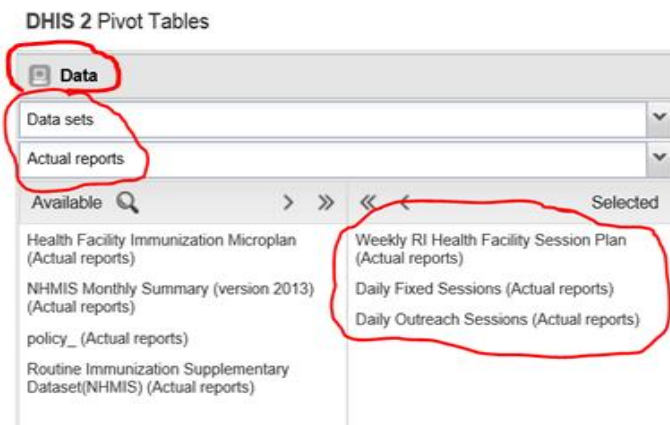 DHIS 2 Pivot Tables
Data
Data sets
Actual reports
Available
Selected
Health Facility Immunization Microplan
(Actual reports)
NHMIS Monthly Summary (version 2013)
(Actual reports)
policy_ (Actual reports)
Routine Immunization Supplementary
Dataset(NHMIS) (Actual reports)
Weekly RI Health Facility Session Plan
(Actual reports)
Daily Fixed Sessions (Actual reports)
Daily Outreach Sessions (Actual reports)